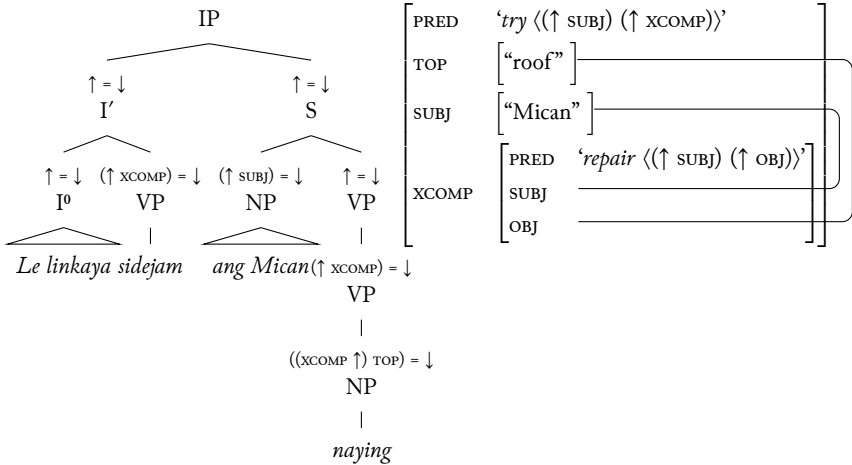 IP
↑ = ↓ ↑ = ↓
I′ S
↑ = ↓ (↑ XCOMP) = ↓ (↑ SUBJ) = ↓ ↑ = ↓
I⁰ VP NP VP
Le linkaya sidejam ang Mican (↑ XCOMP) = ↓
VP
((XCOMP ↑) TOP) = ↓
NP
naying
PRED ‘try ⟨(↑ SUBJ) (↑ XCOMP)⟩’
TOP [“roof”]
SUBJ [“Mican”]
XCOMP
PRED ‘repair ⟨(↑ SUBJ) (↑ OBJ)⟩’
SUBJ
OBJ